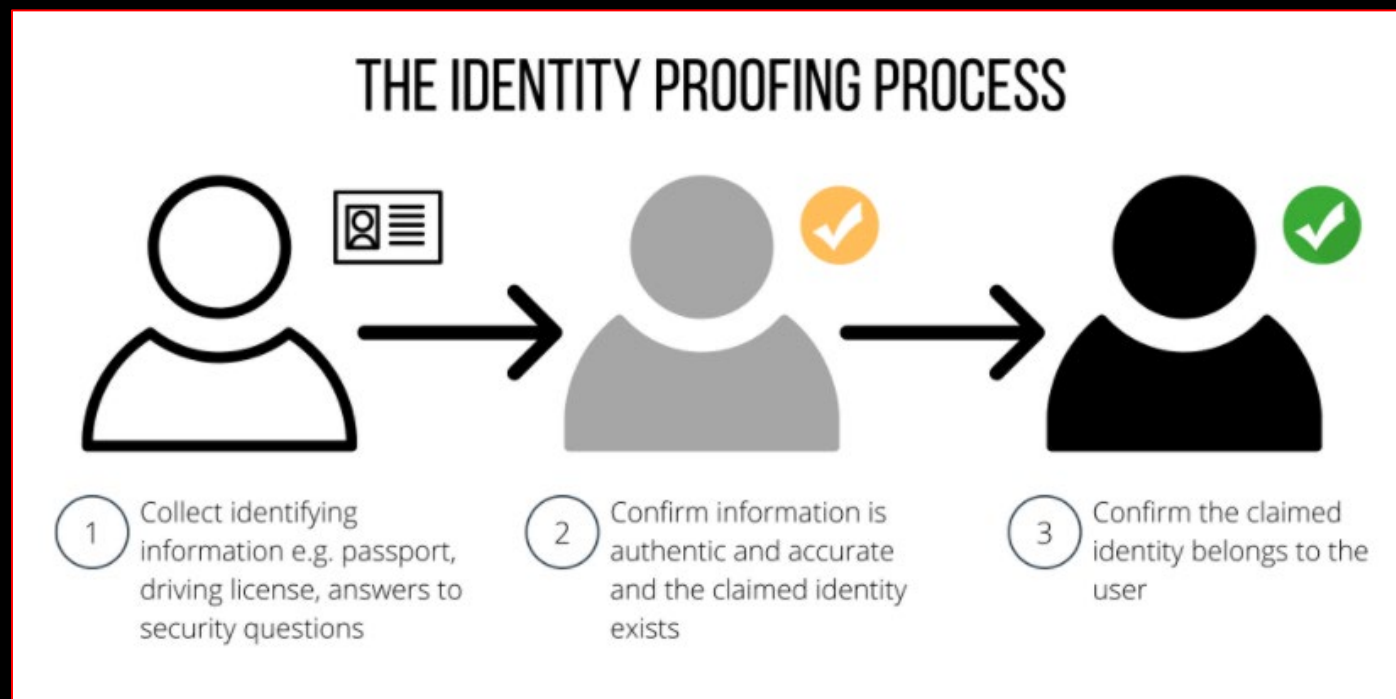 THE IDENTITY PROOFING PROCESS
1
Collect identifying
information e.g. passport,
driving license, answers to
security questions
2
Confirm information is
authentic and accurate
and the claimed identity
exists
3
Confirm the claimed
identity belongs to the
user